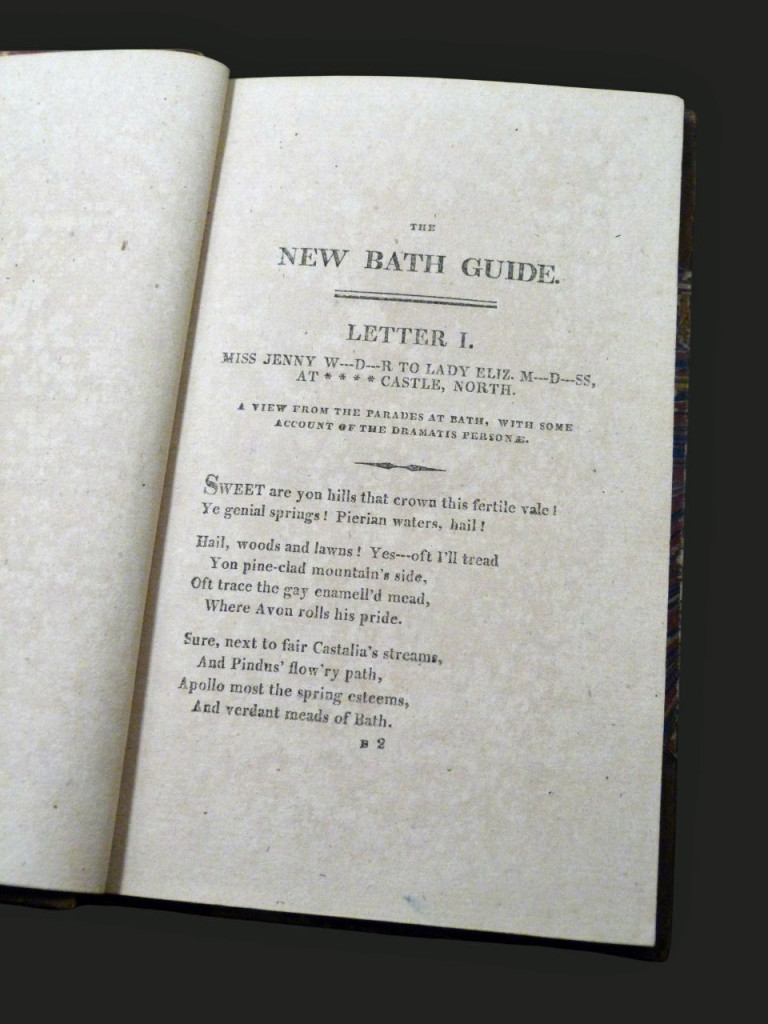 THE
NEW BATH GUIDE.
LETTER I.
MISS JENNY W---D---R TO LADY ELIZ. M---D---SS,
AT * * * * CASTLE, NORTH.
A VIEW FROM THE PARADES AT BATH, WITH SOME
ACCOUNT OF THE DRAMATIS PERSONÆ.
SWEET are yon hills that crown this fertile vale!
Ye genial springs! Pierian waters, hail!
Hail, woods and lawns! Yes---oft I'll tread
Yon pine-clad mountain's side,
Oft trace the gay enamell'd mead,
Where Avon rolls his pride.
Sure, next to fair Castalia's streams,
And Pindus' flow'ry path,
Apollo most the spring esteems,
And verdant meads of Bath.
B 2